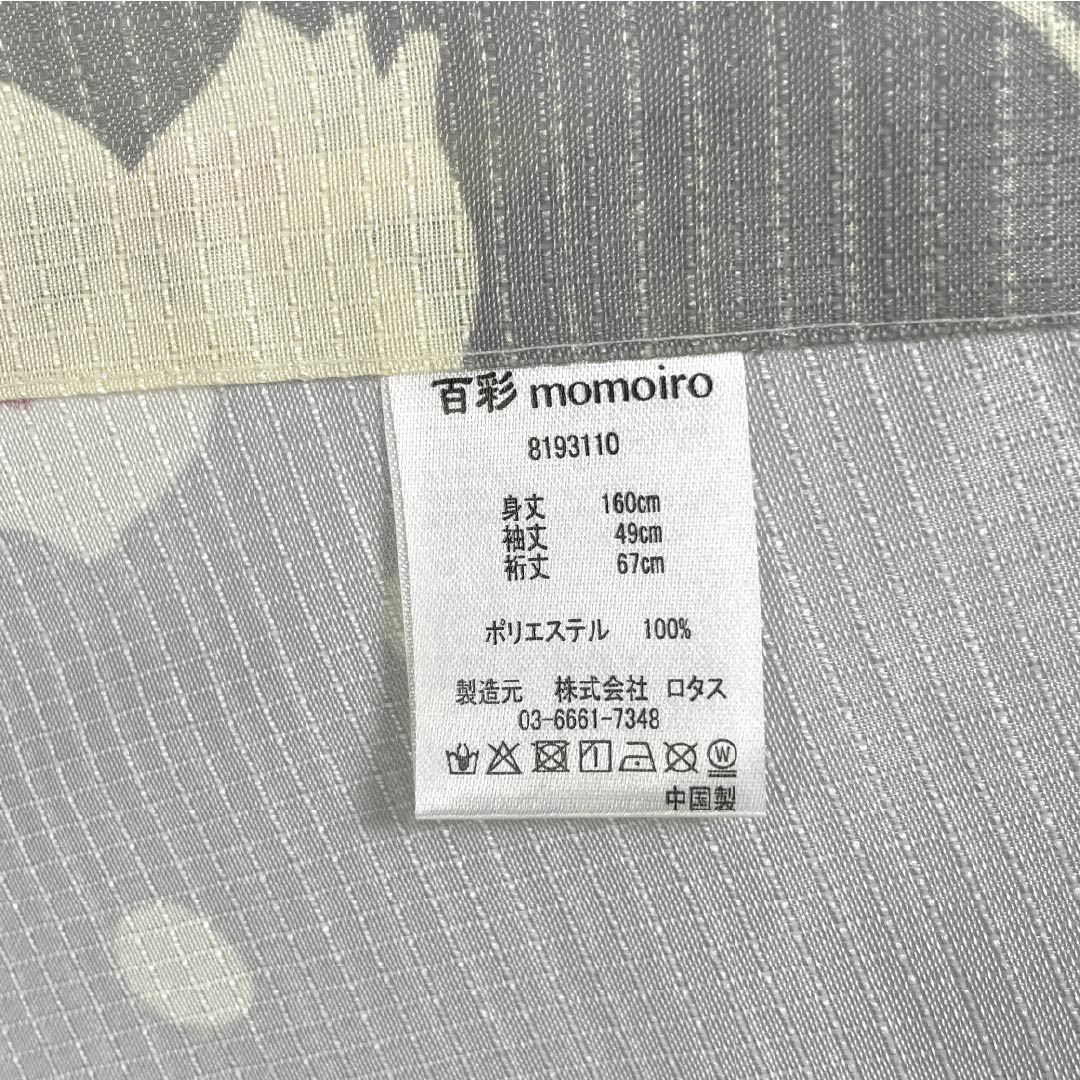 百彩 momoiro
8193110
身丈 160cm
袖丈 49cm
裄丈 67cm
ポリエステル 100%
製造元 株式会社 ロタス
03-6661-7348
W
中国製